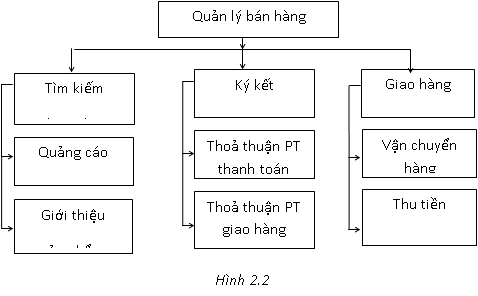 Quản lý bán hàng
Tìm kiếm
Ký kết
Giao hàng
Quảng cáo
Thoả thuận PT
thanh toán
Vận chuyển
hàng
Giới thiệu
Thoả thuận PT
giao hàng
Thu tiền
Hình 2.2